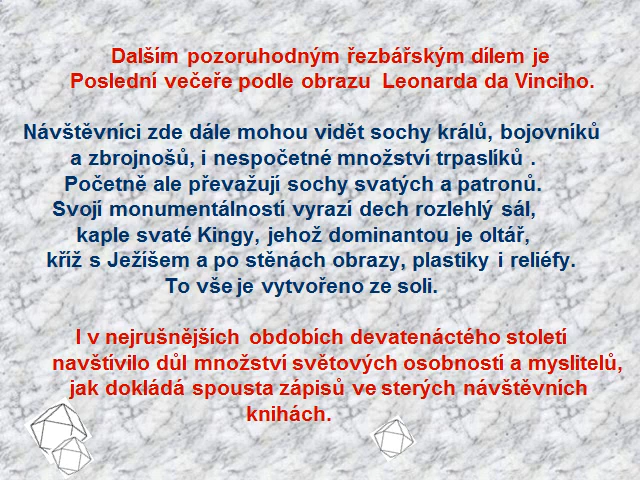 Dalším pozoruhodným řezbářským dílem je
Poslední večeře podle obrazu Leonarda da Vinciho.
Návštěvníci zde dále mohou vidět sochy králů, bojovníků
a zbrojnošů, i nespočetné množství trpaslíků .
Početně ale převažují sochy svatých a patronů.
Svojí monumentálností vyrazí dech rozlehlý sál,
kaple svaté Kingy, jehož dominantou je oltář,
kříž s Ježíšem a po stěnách obrazy, plastiky i reliéfy.
To vše je vytvořeno ze soli.
I v nejrušnějších obdobích devatenáctého století
navštívilo důl množství světových osobností a myslitelů,
jak dokládá spousta zápisů ve sterých návštěvních
knihách.